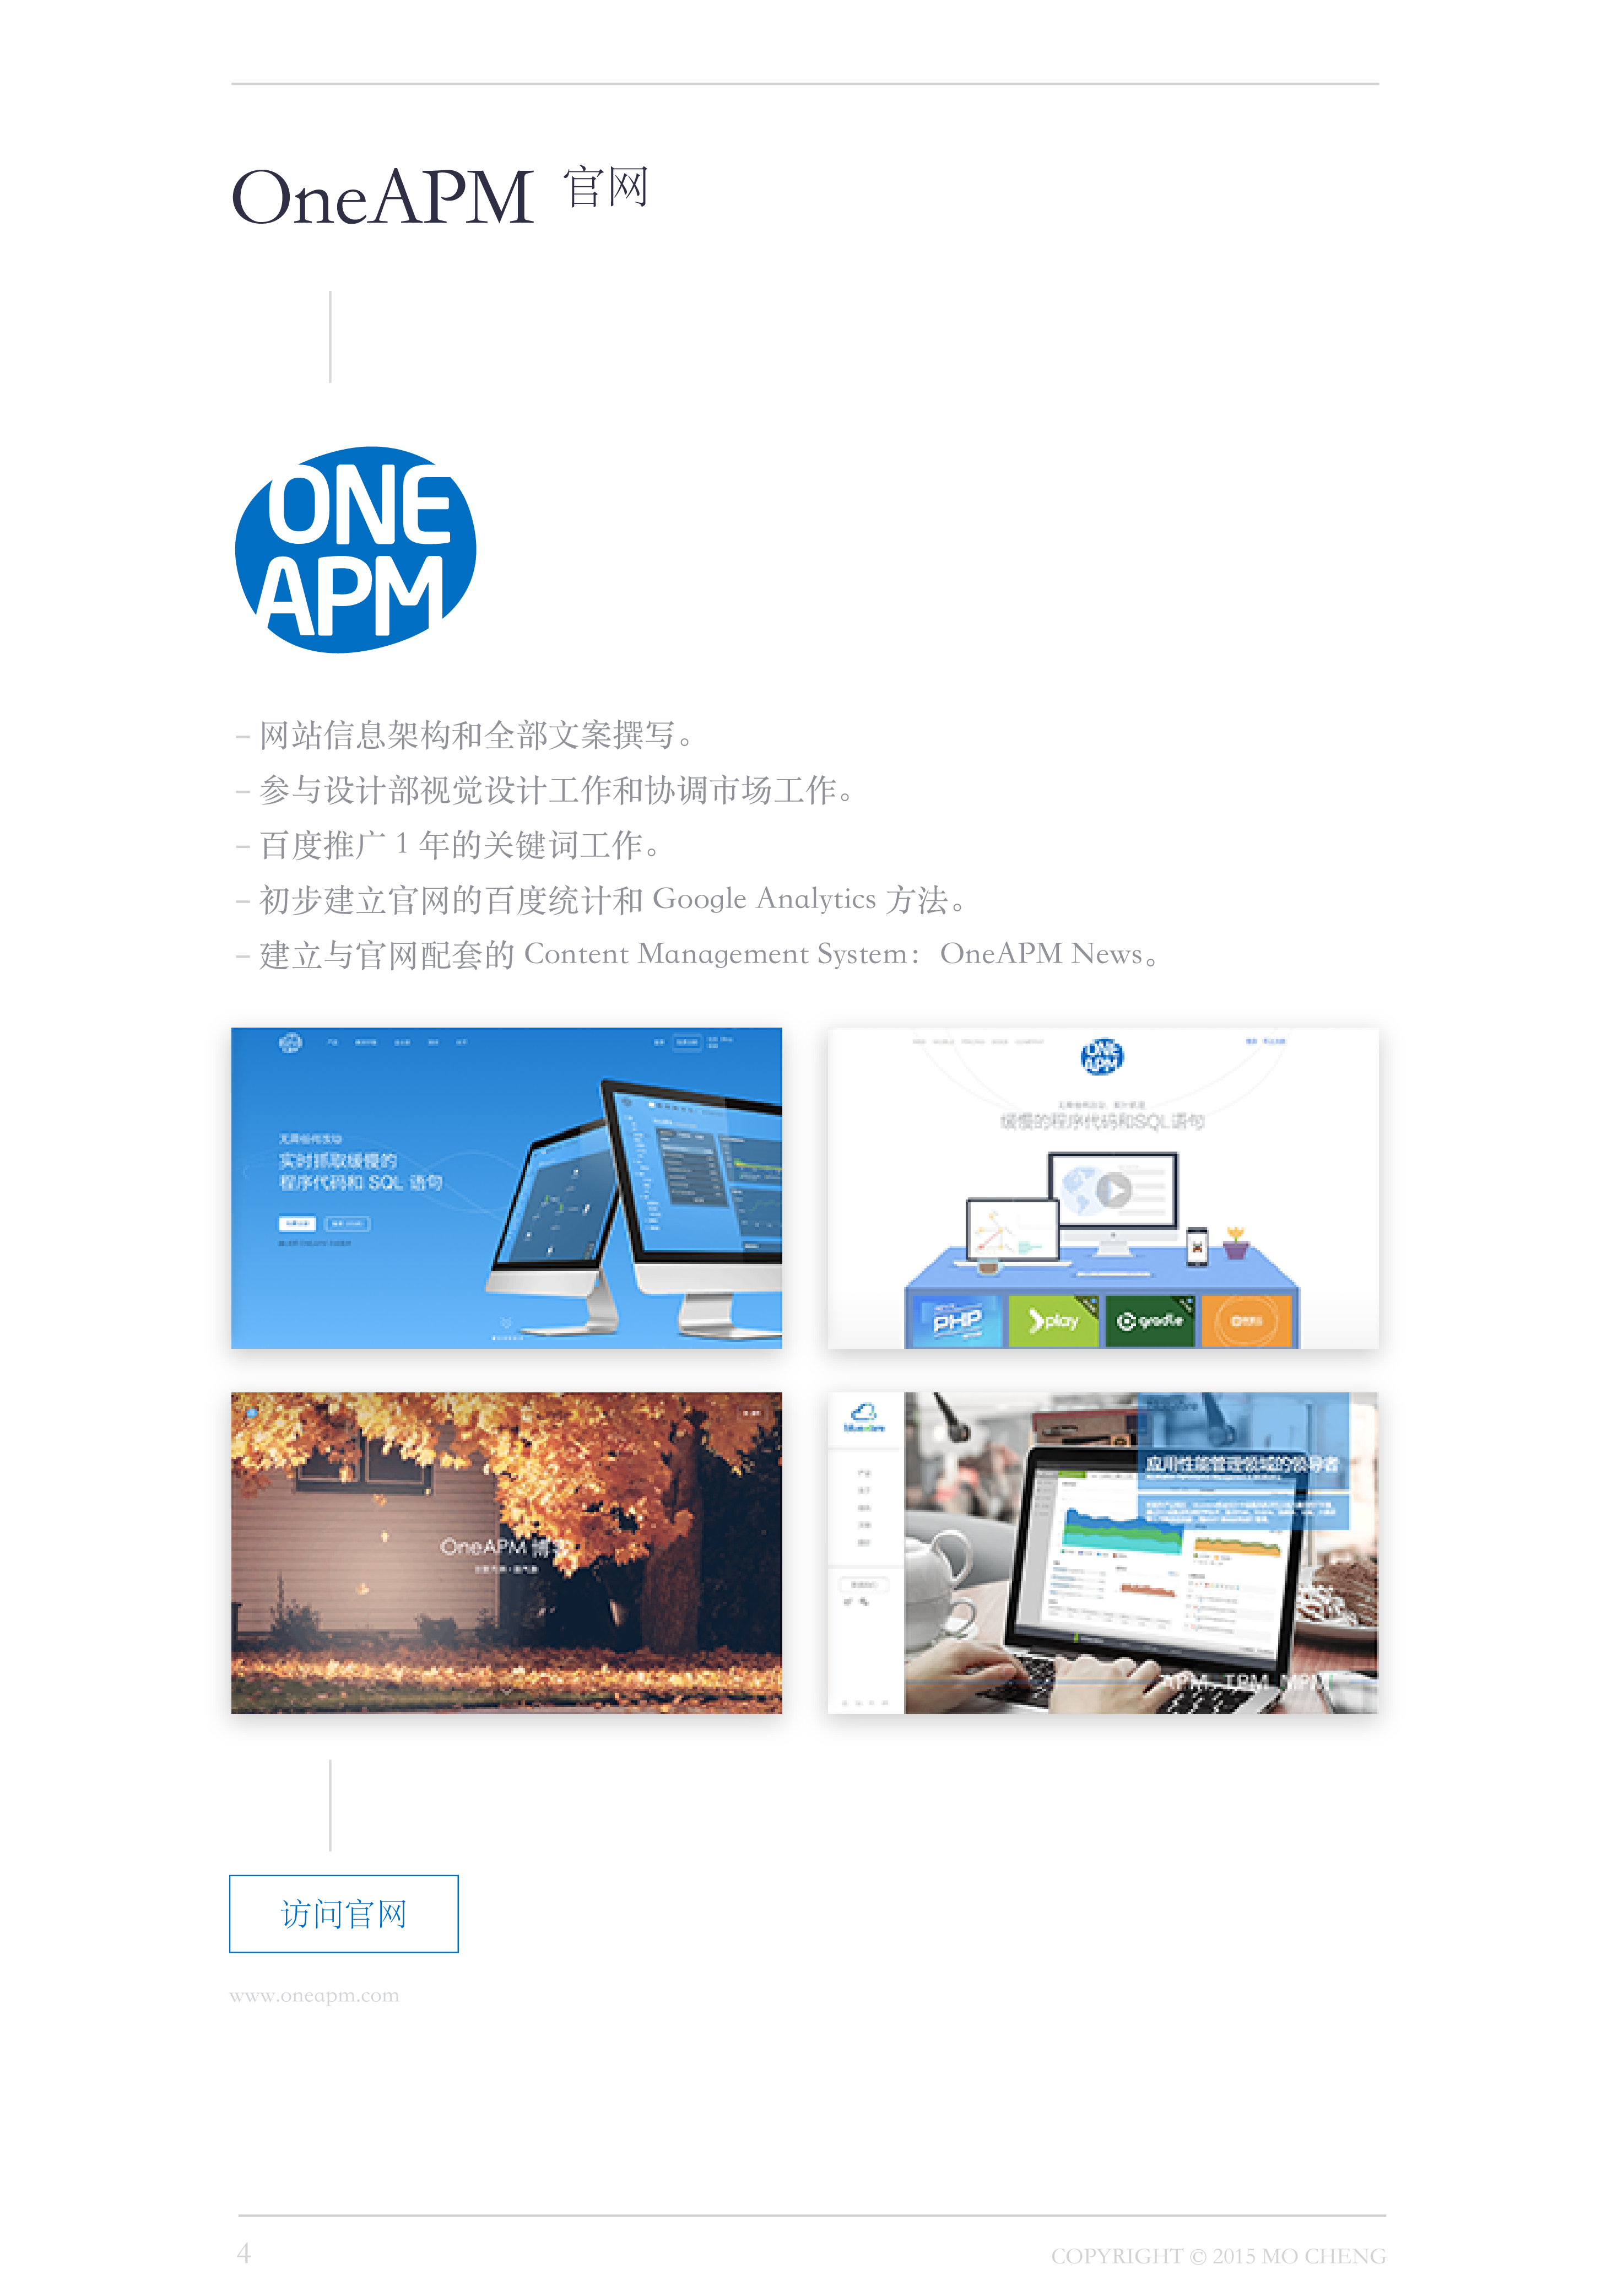 OneAPM 官网
ONE
APM
– 网站信息架构和全部文案撰写。
– 参与设计部视觉设计工作和协调市场工作。
– 百度推广 1 年的关键词工作。
– 初步建立官网的百度统计和 Google Analytics 方法。
– 建立与官网配套的 Content Management System：OneAPM News。
无需任何改动
实时抓取缓慢的
程序代码和 SQL 语句
ONE
APM
缓慢的程序代码和SQL语句
PHP
play
gradle
OneAPM 博客
应用性能管理领域的领导者
APM
访问官网
www.oneapm.com
4
COPYRIGHT © 2015 MO CHENG